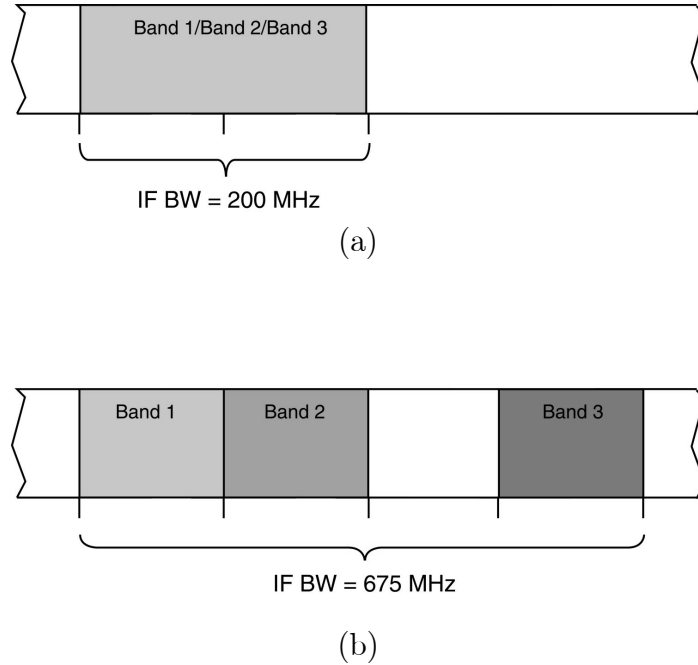 Band 1/Band 2/Band 3
IF BW = 200 MHz
(a)
Band 1
Band 2
Band 3
IF BW = 675 MHz
(b)